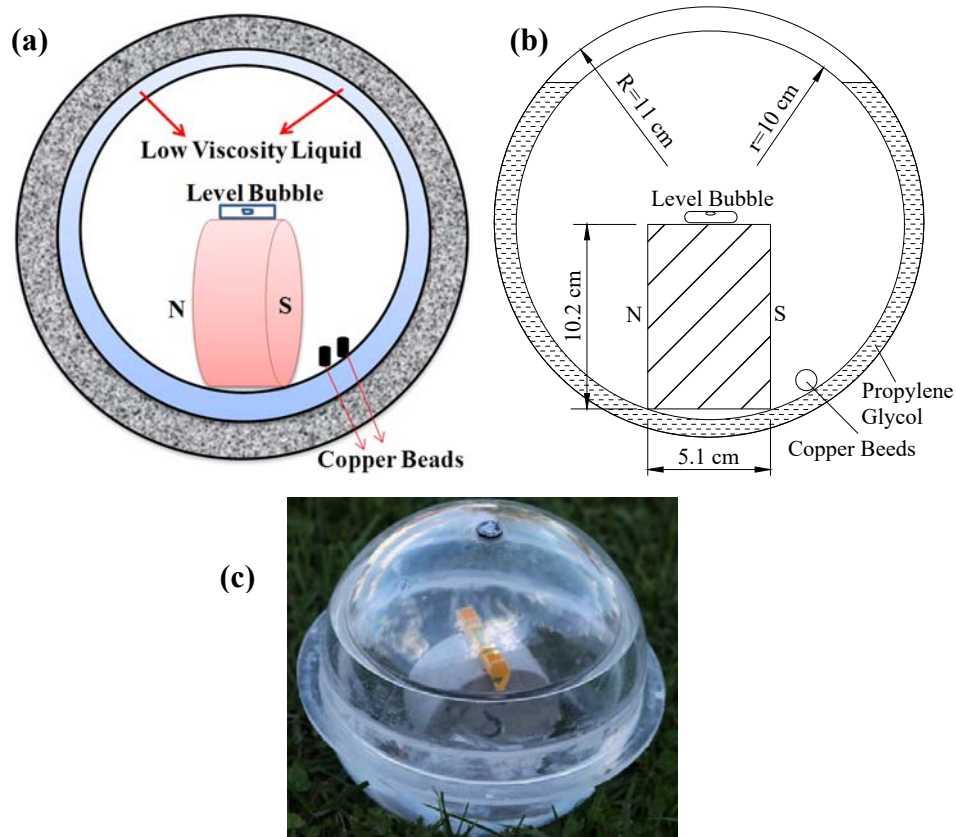 (a)
Low Viscosity Liquid
Level Bubble
N
S
Copper Beads
(b)
R=11 cm
r=10 cm
Level Bubble
10.2 cm
N
S
5.1 cm
Propylene
Glycol
Copper Beeds
(c)